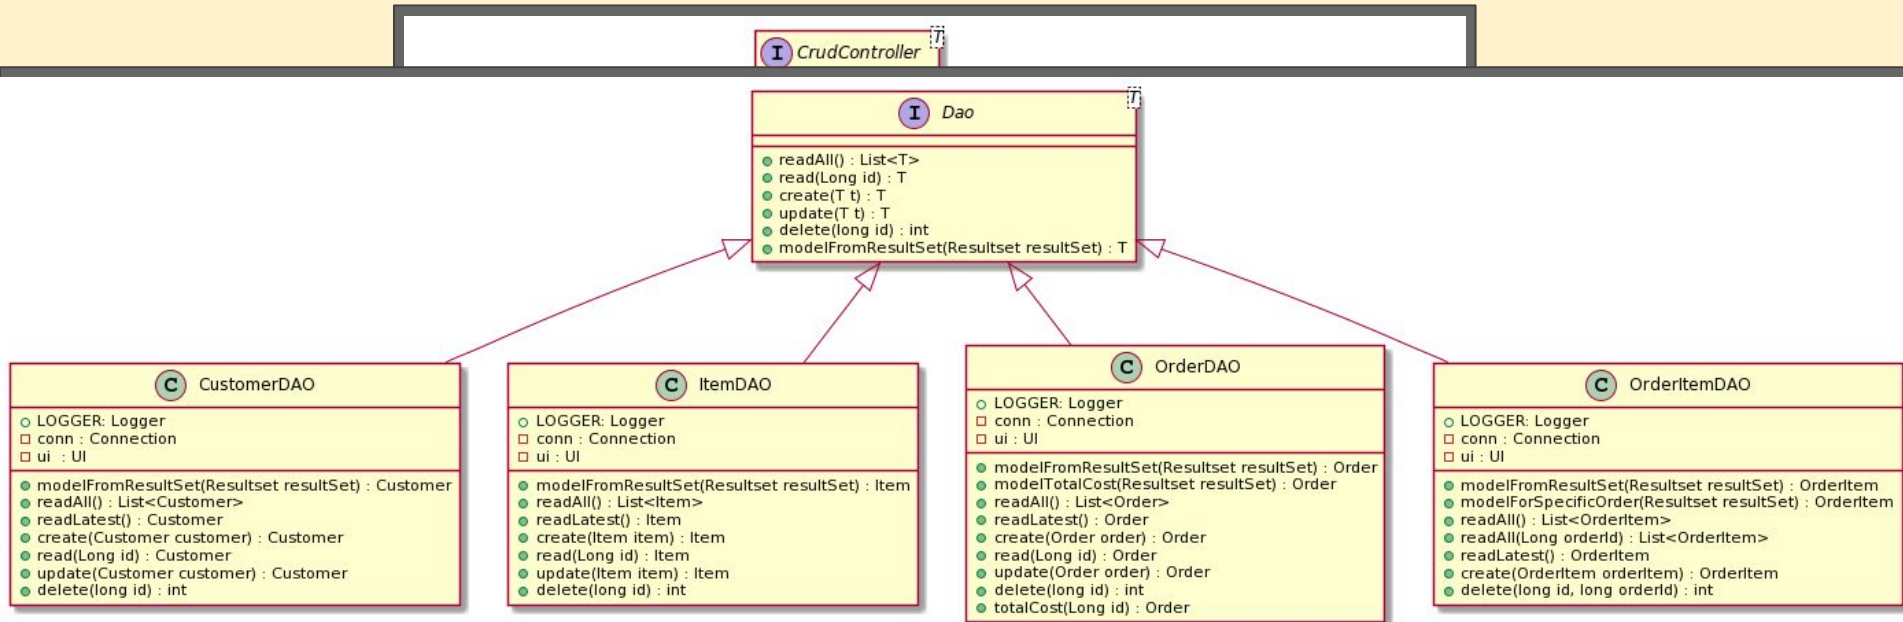 I CrudController
T
I Dao
T
readAll() : List<T>
read(Long id) : T
create(T t) : T
update(T t) : T
delete(long id) : int
modelFromResultSet(Resultset resultSet) : T
C CustomerDAO
LOGGER: Logger
conn : Connection
ui : UI
modelFromResultSet(Resultset resultSet) : Customer
readAll() : List<Customer>
readLatest() : Customer
create(Customer customer) : Customer
read(Long id) : Customer
update(Customer customer) : Customer
delete(long id) : int
C ItemDAO
LOGGER: Logger
conn : Connection
ui : UI
modelFromResultSet(Resultset resultSet) : Item
readAll() : List<Item>
readLatest() : Item
create(Item item) : Item
read(Long id) : Item
update(Item item) : Item
delete(long id) : int
C OrderDAO
LOGGER: Logger
conn : Connection
ui : UI
modelFromResultSet(Resultset resultSet) : Order
modelTotalCost(Resultset resultSet) : Order
readAll() : List<Order>
readLatest() : Order
create(Order order) : Order
read(Long id) : Order
update(Order order) : Order
delete(long id) : int
totalCost(Long id) : Order
C OrderItemDAO
LOGGER: Logger
conn : Connection
ui : UI
modelFromResultSet(Resultset resultSet) : OrderItem
modelForSpecificOrder(Resultset resultSet) : OrderItem
readAll() : List<OrderItem>
readAll(Long orderId) : List<OrderItem>
readLatest() : OrderItem
create(OrderItem orderItem) : OrderItem
delete(long id, long orderId) : int